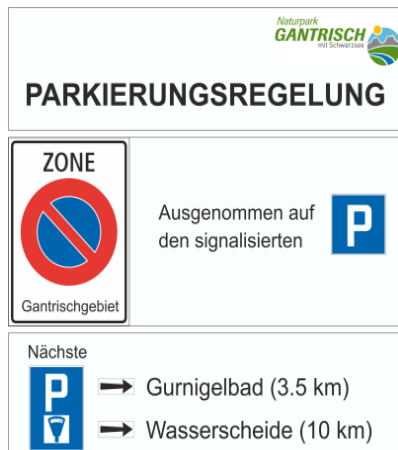 Naturpark
GANTRISCH
mit Schwarzsee
PARKIERUNGSREGELUNG
ZONE
Gantrischgebiet
Ausgenommen auf
den signalisierten
P
Nächste
P
Gurnigelbad (3.5 km)
Wasserscheide (10 km)